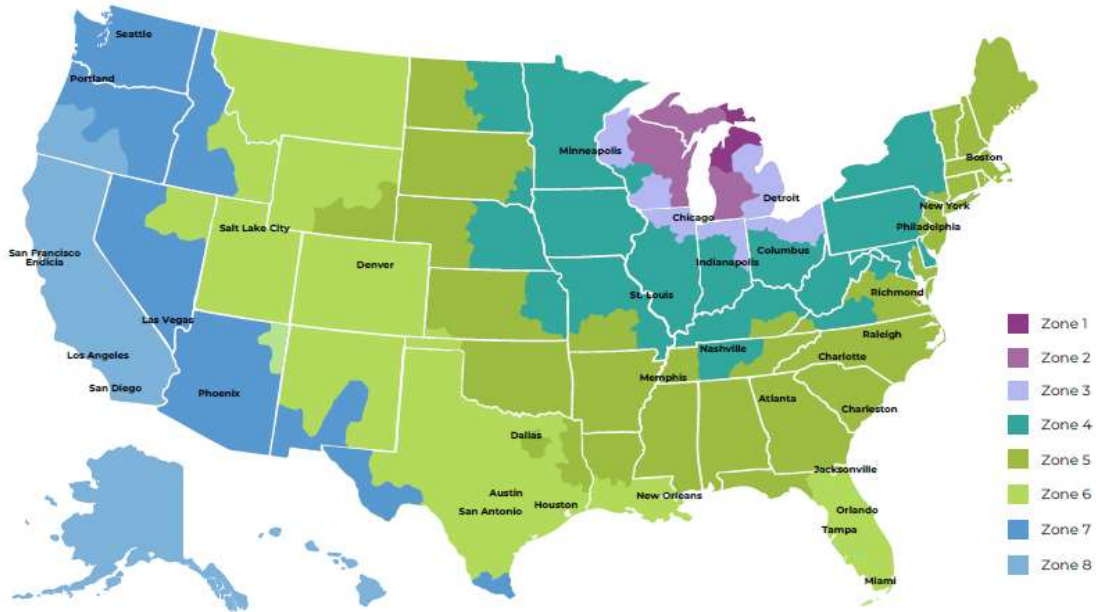 Seattle
Portland
Minneapolis
Boston
Detroit
New York
Chicago
Salt Lake City
Philadelphia
San Francisco
Endicia
Columbus
Denver
Indianapolis
St. Louis
Richmond
Las Vegas
Raleigh
Nashville
Los Angeles
Charlotte
Memphis
San Diego
Phoenix
Atlanta
Charleston
Dallas
Jacksonville
Austin
New Orleans
Houston
San Antonio
Orlando
Tampa
Miami
Zone 1
Zone 2
Zone 3
Zone 4
Zone 5
Zone 6
Zone 7
Zone 8